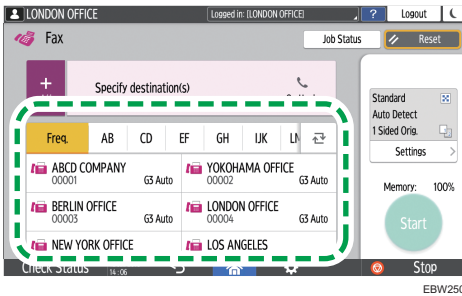 LONDON OFFICE
Logged in: [LONDON OFFICE]
? Logout
Fax
Job Status
Reset
+
Specify destination(s)
Standard
Auto Detect
1 Sided Orig.
Settings
Freq. AB CD EF GH IJK
ABCD COMPANY
00001 G3 Auto
YOKOHAMA OFFICE
00002 G3 Auto
BERLIN OFFICE
00003 G3 Auto
LONDON OFFICE
00004 G3 Auto
NEW YORK OFFICE
LOS ANGELES
Memory: 100%
Start
Check Status
14:06
Stop
EBW250